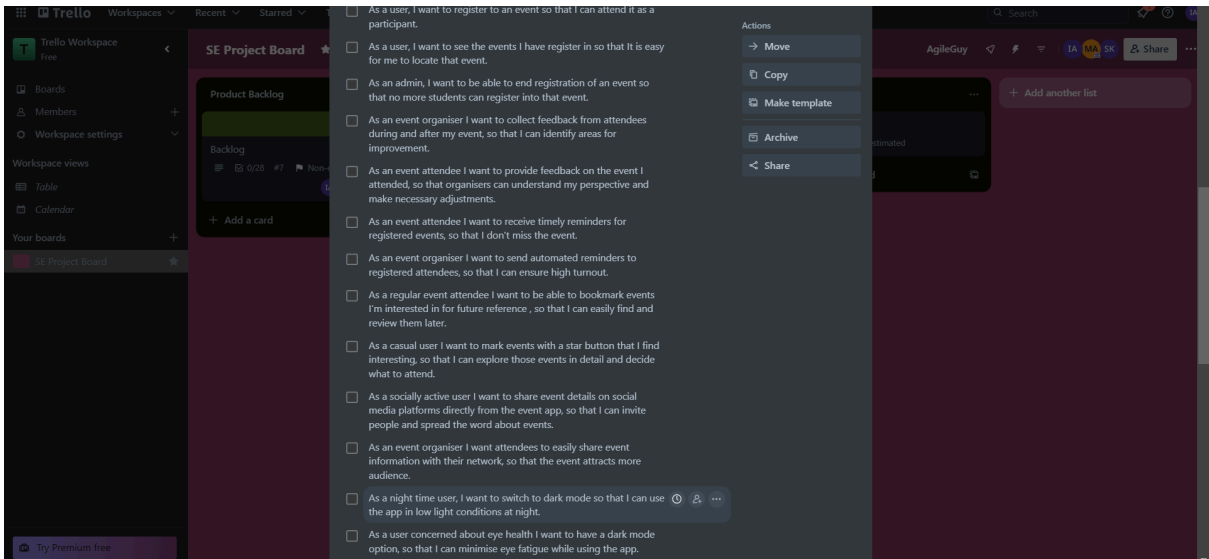 Trello
Workspaces
Recent
Starred
T
Search
IA
T
Trello Workspace
Free
SE Project Board
AgileGuy
IA
MA
SK
Share
Boards
Members
Workspace settings
Workspace views
Table
Calendar
Your boards
SE Project Board
Try Premium free
Product Backlog
Backlog
0/28
#7
+ Add a card
+ Add another list
As a user, I want to register to an event so that I can attend it as a
participant.
As a user, I want to see the events I have register in so that It is easy
for me to locate that event.
As an admin, I want to be able to end registration of an event so
that no more students can register into that event.
As an event organiser I want to collect feedback from attendees
during and after my event, so that I can identify areas for
improvement.
As an event attendee I want to provide feedback on the event I
attended, so that organisers can understand my perspective and
make necessary adjustments.
As an event attendee I want to receive timely reminders for
registered events, so that I don't miss the event.
As an event organiser I want to send automated reminders to
registered attendees, so that I can ensure high turnout.
As a regular event attendee I want to be able to bookmark events
I'm interested in for future reference , so that I can easily find and
review them later.
As a casual user I want to mark events with a star button that I find
interesting, so that I can explore those events in detail and decide
what to attend.
As a socially active user I want to share event details on social
media platforms directly from the event app, so that I can invite
people and spread the word about events.
As an event organiser I want attendees to easily share event
information with their network, so that the event attracts more
audience.
As a night time user, I want to switch to dark mode so that I can use
the app in low light conditions at night.
As a user concerned about eye health I want to have a dark mode
option, so that I can minimise eye fatigue while using the app.
Actions
Move
Copy
Make template
Archive
Share